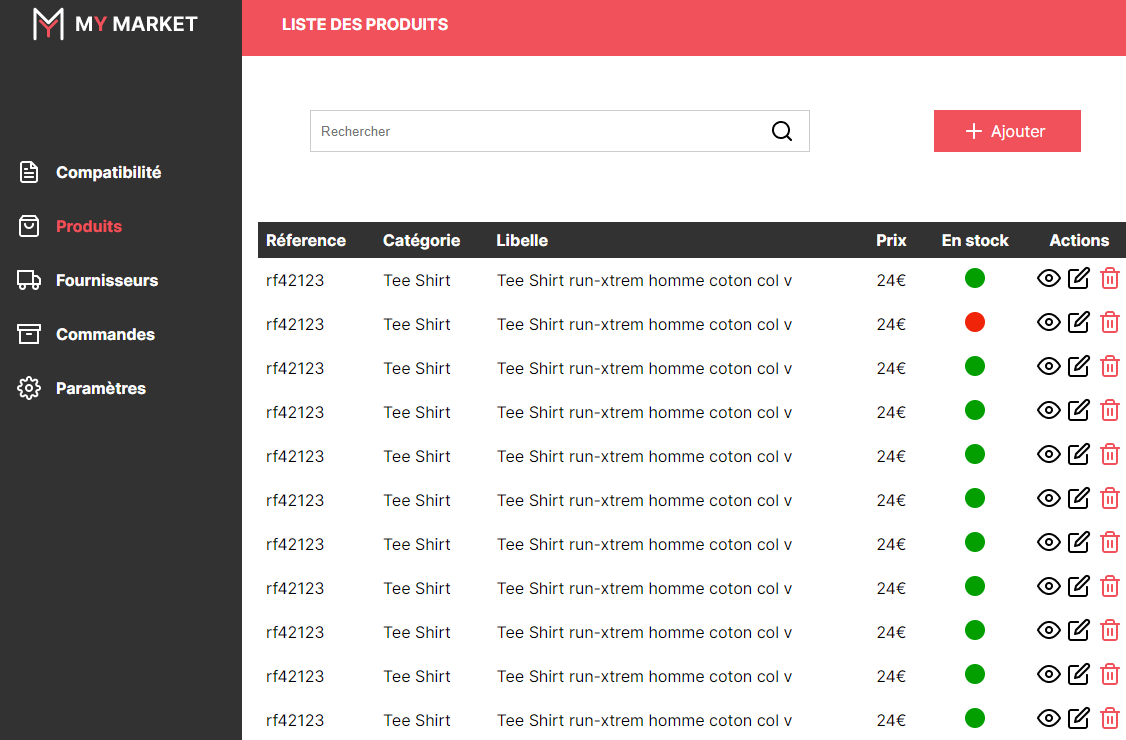 MY MARKET
LISTE DES PRODUITS
Rechercher
Ajouter
Compatibilité
Produits
Fournisseurs
Commandes
Paramètres
Réference Catégorie Libelle Prix En stock Actions
rf42123 Tee Shirt Tee Shirt run-xtrem homme coton col v 24€
rf42123 Tee Shirt Tee Shirt run-xtrem homme coton col v 24€
rf42123 Tee Shirt Tee Shirt run-xtrem homme coton col v 24€
rf42123 Tee Shirt Tee Shirt run-xtrem homme coton col v 24€
rf42123 Tee Shirt Tee Shirt run-xtrem homme coton col v 24€
rf42123 Tee Shirt Tee Shirt run-xtrem homme coton col v 24€
rf42123 Tee Shirt Tee Shirt run-xtrem homme coton col v 24€
rf42123 Tee Shirt Tee Shirt run-xtrem homme coton col v 24€
rf42123 Tee Shirt Tee Shirt run-xtrem homme coton col v 24€
rf42123 Tee Shirt Tee Shirt run-xtrem homme coton col v 24€
rf42123 Tee Shirt Tee Shirt run-xtrem homme coton col v 24€